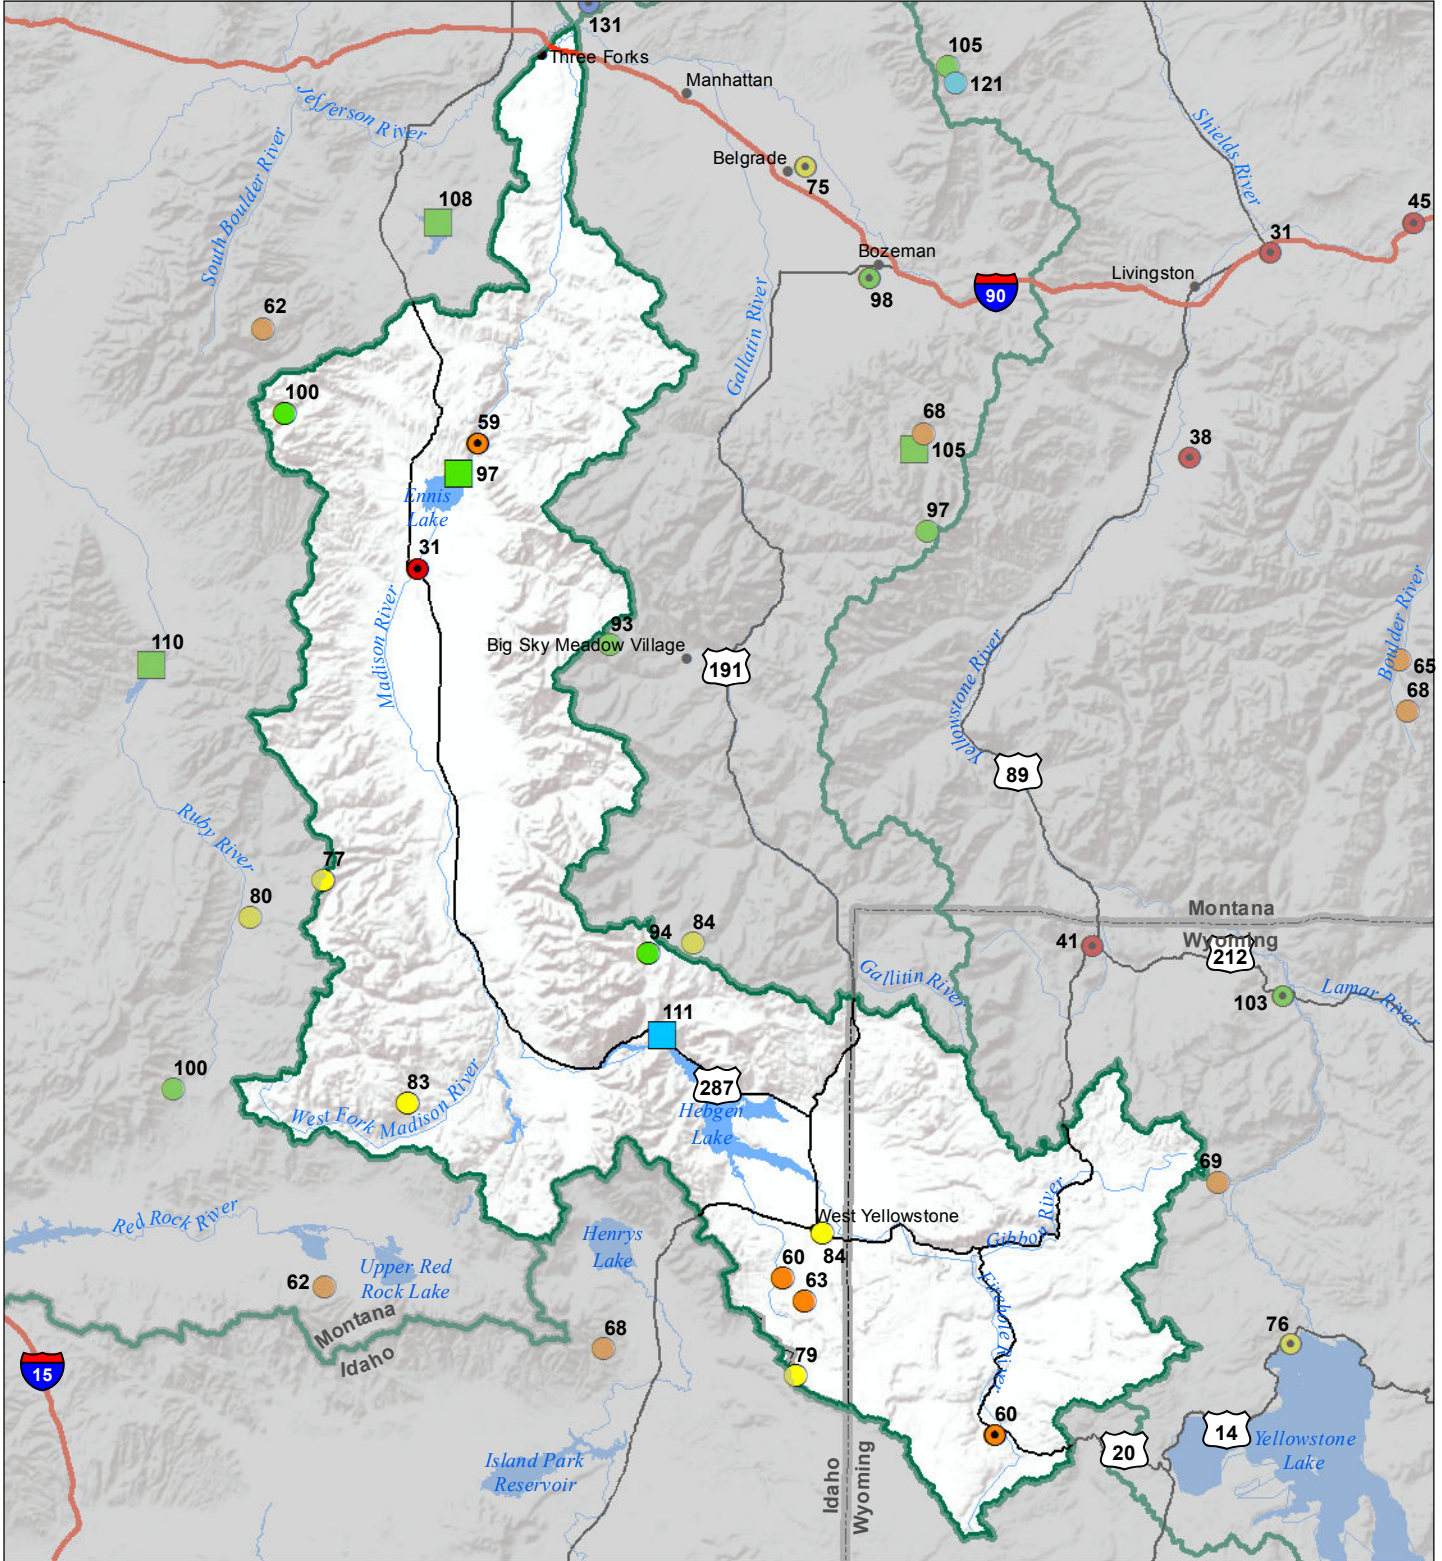 131
Three Forks
105
121
Manhattan
Jefferson River
Shields River
South Boulder River
Belgrade
75
108
45
31
Bozeman
Livingston
98
90
62
Gallatin River
100
59
68
105
38
97
Ennis
Lake
97
31
Boulder River
Madison River
93
Big Sky Meadow Village
110
191
65
68
Yellowstone River
89
Ruby River
77
80
94
84
Montana
Wyoming
41
212
Gallitin River
Lamar River
103
111
100
83
287
Hebgen
Lake
West Fork Madison River
69
Red Rock River
West Yellowstone
84
Gibbon River
Henrys
Lake
Upper Red
Rock Lake
62
60
63
Firehole River
Montana
Idaho
68
76
79
15
60
14
20
Yellowstone
Lake
Island Park
Reservoir
Idaho
Wyoming